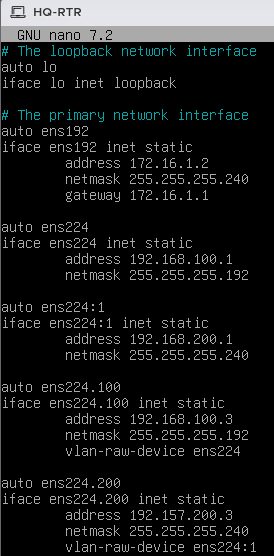 HQ-RTR
GNU nano 7.2
# The loopback network interface
auto lo
iface lo inet loopback
# The primary network interface
auto ens192
iface ens192 inet static
address 172.16.1.2
netmask 255.255.255.240
gateway 172.16.1.1
auto ens224
iface ens224 inet static
address 192.168.100.1
netmask 255.255.255.192
auto ens224:1
iface ens224:1 inet static
address 192.168.200.1
netmask 255.255.255.240
auto ens224.100
iface ens224.100 inet static
address 192.168.100.3
netmask 255.255.255.192
vlan-raw-device ens224
auto ens224.200
iface ens224.200 inet static
address 192.157.200.3
netmask 255.255.255.240
vlan-raw-device ens224:1